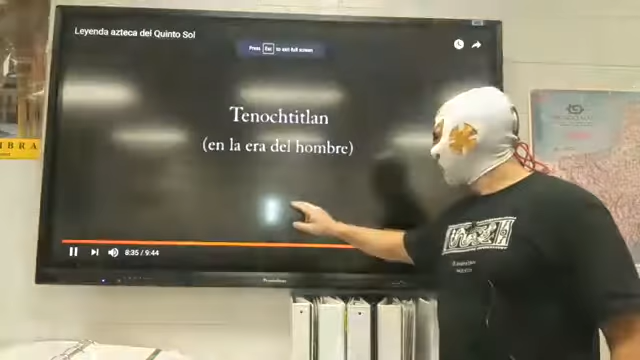 Leyenda azteca del Quinto Sol
Press Esc to exit full screen
Tenochtitlan
(en la era del hombre)
8:35 / 9:44